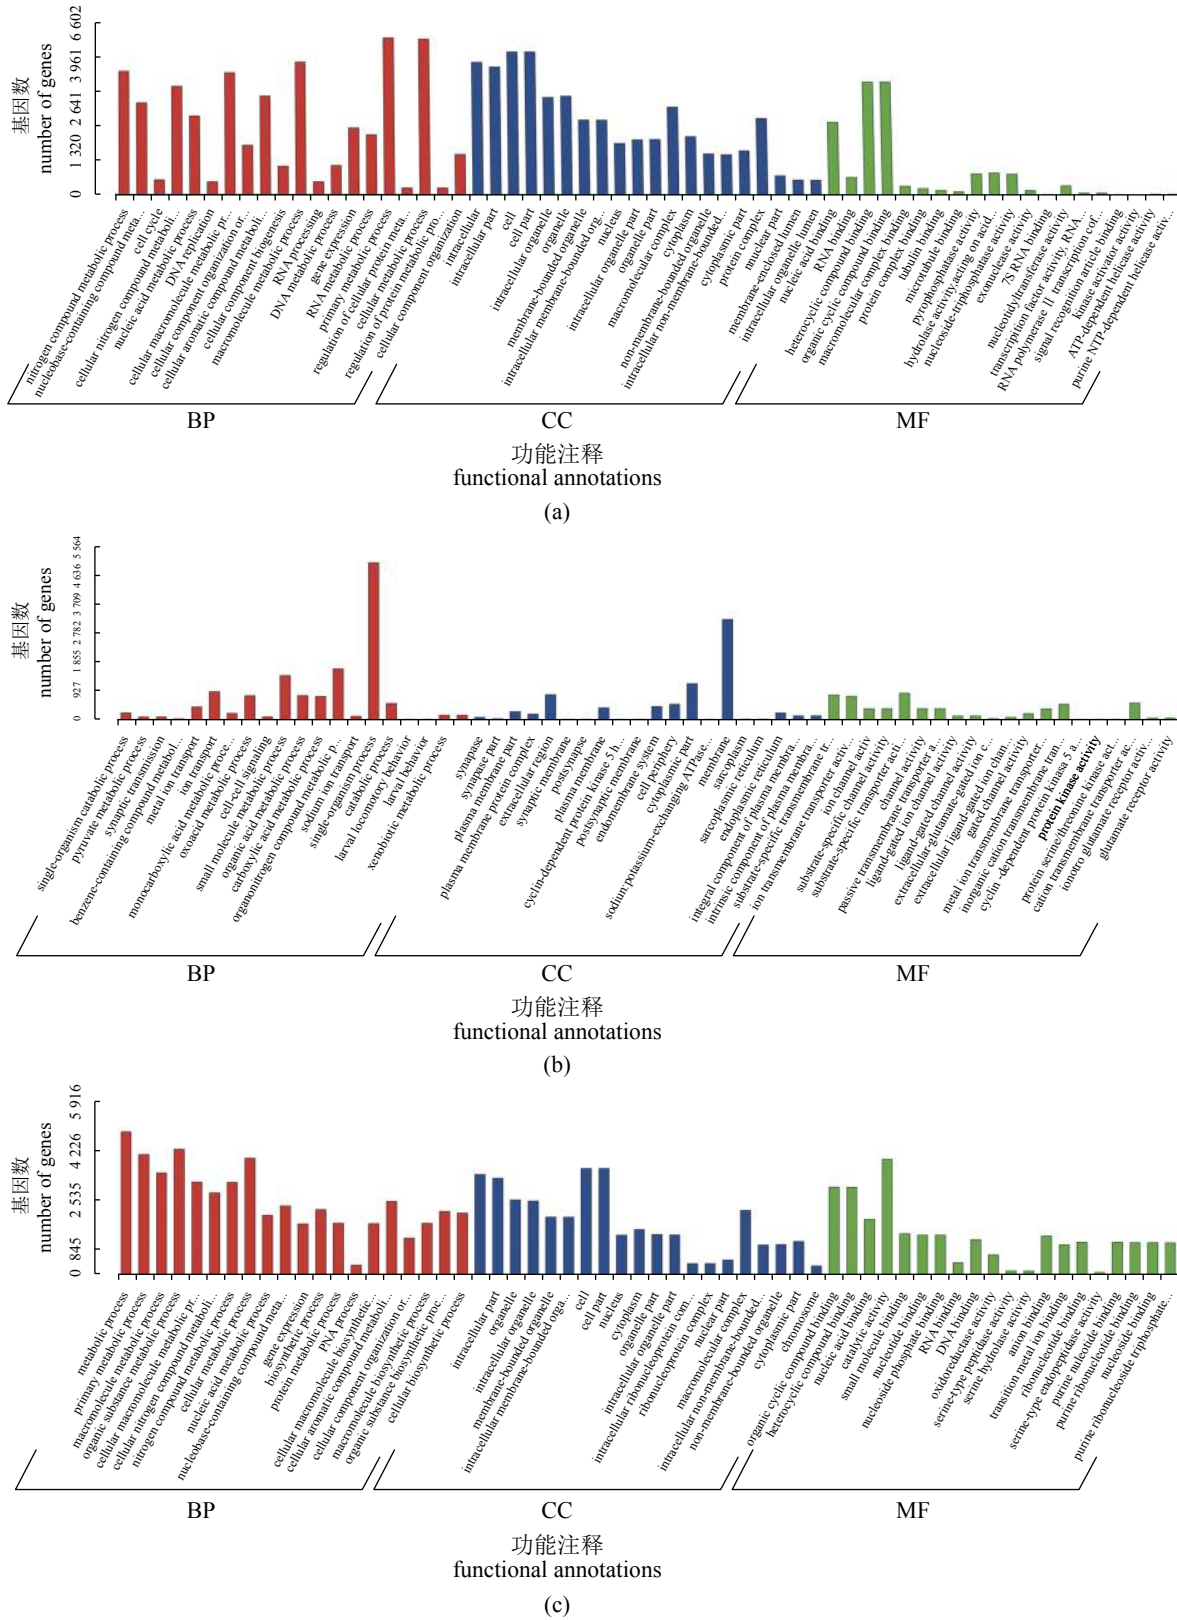 6 602
3 961
2 641
1 320
0
基因数
number of genes
nitrogen compound metabolic process
nucleobase-containing compound meta...
cell cycle
cellular nitrogen compound metaboli...
nucleic acid metabolic process
DNA replication
cellular macromolecule metabolic pr...
cellular component organization or...
cellular aromatic compound metaboli...
cellular component biogenesis
macromolecule metabolic process
RNA processing
DNA metabolic process
gene expression
RNA metabolic process
primary metabolic process
regulation of cellular protein meta...
cellular metabolic process
regulation of protein metabolic pro...
cellular component organization
intracellular
intracellular part
cell
cell part
intracellular organelle
organelle
membrane-bounded organelle
intracellular membrane-bounded org...
nucleus
intracellular organelle part
organelle part
macromolecular complex
cytoplasm
non-membrane-bounded organelle
intracellular non-membrane-bounded...
cytoplasmic part
protein complex
nuclear part
membrane-enclosed lumen
intracellular organelle lumen
nucleic acid binding
RNA binding
heterocyclic compound binding
organic cyclic compound binding
macromolecular complex binding
protein complex binding
tubulin binding
microtubule binding
pyrophosphatase activity
hydrolase activity,acting on acid...
nucleoside-triphosphatase activity
exonuclease activity
7S RNA binding
nucleotidyltransferase activity
transcription factor activity, RNA...
RNA polymerase II transcription cof...
signal recognition article binding
kinase activator activity
ATP-dependent helicase activity
purine NTP-dependent helicase activ...
BP
CC
MF
功能注释
functional annotations
(a)
5 564
4 636
3 709
2 782
1 855
927
0
基因数
number of genes
single-organism catabolic process
pyruvate metabolic process
synaptic transmission
benzene-containing compound metabol...
metal ion transport
ion transport
monocarboxylic acid metabolic proce...
oxoacid metabolic process
cell-cell signaling
small molecule metabolic process
organic acid metabolic process
carboxylic acid metabolic process
organonitrogen compound metabolic p...
sodium ion transport
single-organism process
catabolic process
larval locomotory behavior
larval behavior
xenobiotic metabolic process
synapse
synapse part
plasma membrane part
plasma membrane protein complex
extracellular region
synaptic membrane
postsynapse
plasma membrane
cyclin-dependent protein kinase 5 h...
postsynaptic membrane
endomembrane system
cell periphery
cytoplasmic part
sodiun:potassium-exchanging ATPase...
membrane
sarcoplasm
sarcoplasmic reticulum
endoplasmic reticulum
integral component of plasma membra...
intrinsic component of plasma membra...
substrate-specific transmembrane tr...
ion transmembrane transporter activ...
ion channel activ
substrate-specific channel activity
substrate-specific transporter acti...
channel activity
passive transmembrane transporter a...
ligand-gated ion channel activity
ligand-gated channel activity
extracellular-glutamate-gated ion c...
extracellular ligand-gated ion chan...
gated channel activity
metal ion transmembrane transporter...
inorganic cation transmembrane tran...
cyclin -dependent protein kinase 5 a...
protein kinase activity
protein serine/threonine kinase act...
cation transmembrane transporter ac...
ionotro glutamate receptor activ...
glutamate receptor activity
BP
CC
MF
功能注释
functional annotations
(b)
5 916
4 226
2 535
845
0
基因数
number of genes
metabolic process
primary metabolic process
macromolecule metabolic process
organic substance metabolic process
cellular macromolecule metabolic pr...
cellular nitrogen compound metaboli...
nitrogen compound metabolic process
cellular metabolic process
nucleic acid metabolic process
nucleobase-containing compound meta...
gene expression
biosynthetic process
protein metabolic process
PNA process
cellular macromolecule biosynthetic...
cellular aromatic compound metaboli...
cellular component organization or...
macromolecule biosynthetic process
organic substance biosynthetic proc...
cellular biosynthetic process
intracellular part
organelle
intracellular organelle
membrane-bounded organelle
intracellular membrane-bounded orga...
cell
cell part
nucleus
cytoplasm
organelle part
intracellular organelle part
intracellular ribonucleoprotein com...
ribonucleoprotein complex
nuclear part
macromolecular complex
intracellular non-membrane-bounded...
non-membrane-bounded organelle
cytoplasmic part
chromosome
organic cyclic compound binding
heterocyclic compound binding
nucleic acid binding
catalytic activity
small molecule binding
nucleotide binding
nucleoside phosphate binding
RNA binding
DNA binding
oxidoreductase activity
serine-type peptidase activity
serine hydrolase activity
anion binding
transition metal ion binding
ribonucleotide binding
serine-type endopeptidase activity
purine nucleotide binding
purine ribonucleotide binding
nucleoside binding
purine ribonucleoside triphosphate...
BP
CC
MF
功能注释
functional annotations
(c)